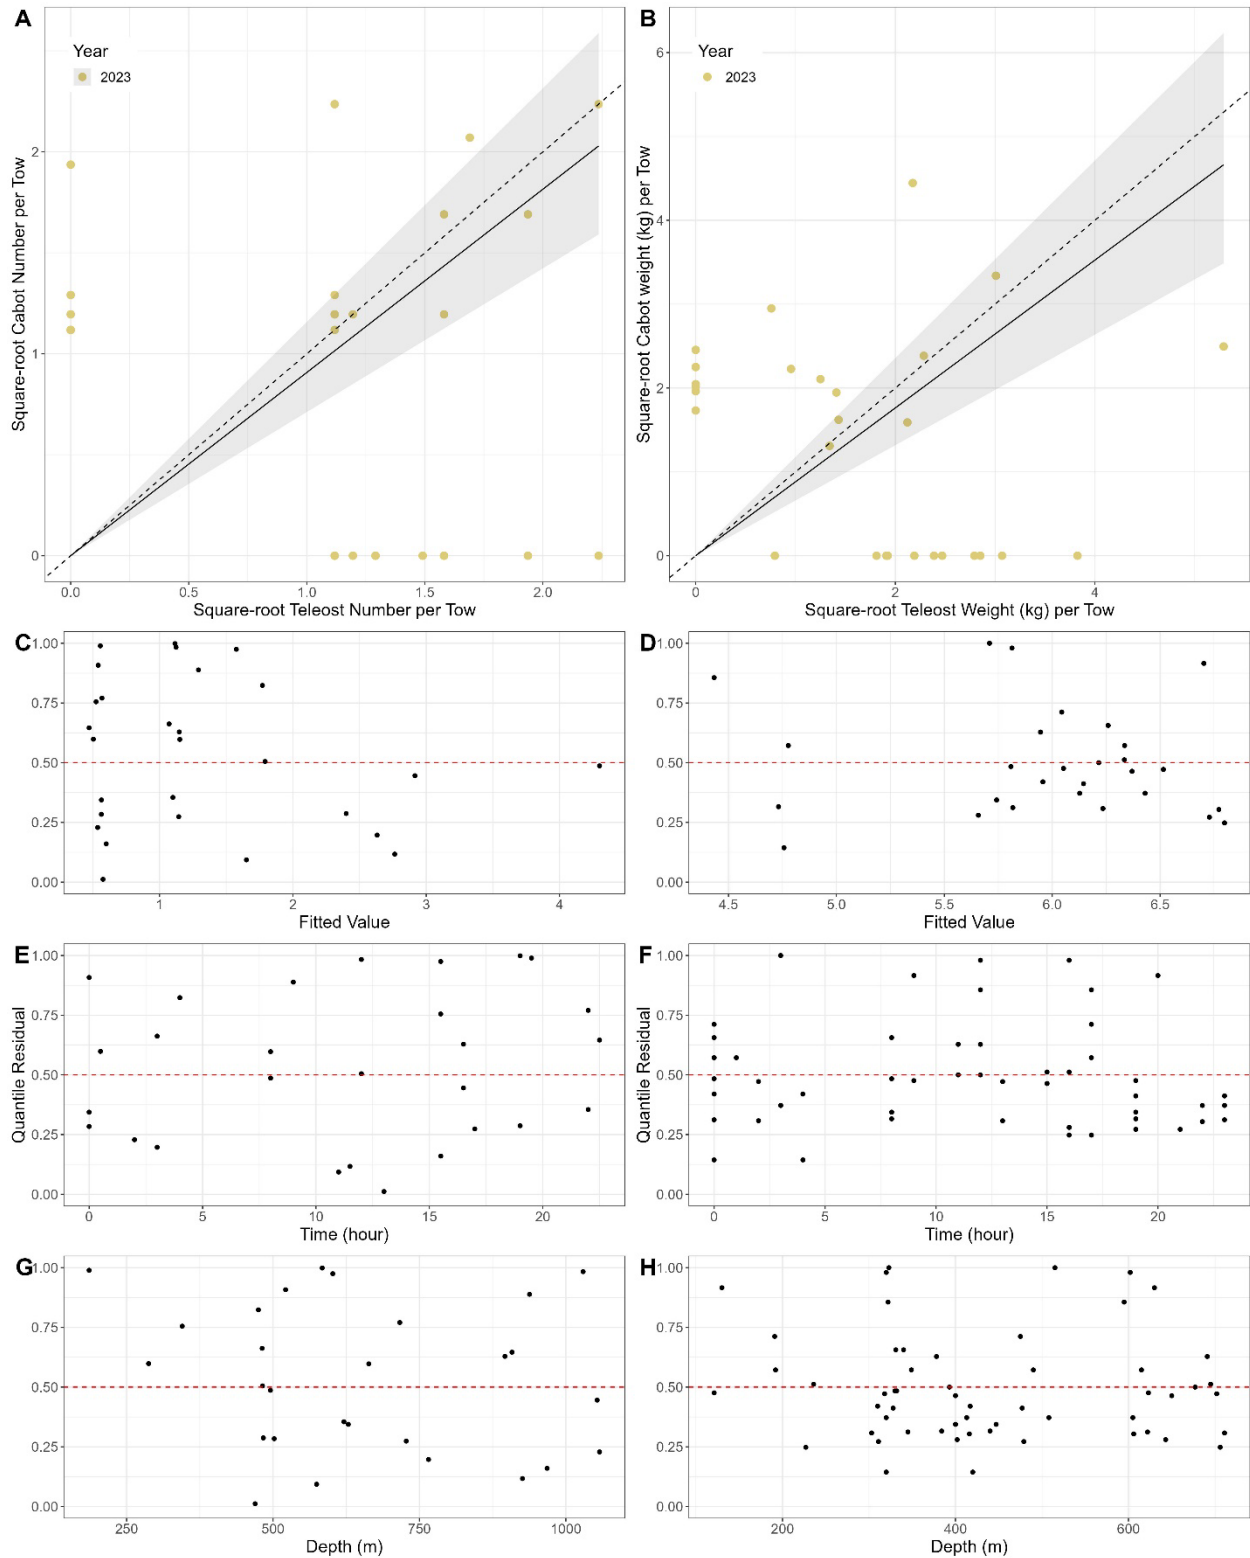 A
B
Year
2023
Year
2023
Square-root Cabot Number per Tow
2
1
0
0.0 0.5 1.0 1.5 2.0
Square-root Teleost Number per Tow
Square-root Cabot weight (kg) per Tow
6
4
2
0
0 2 4
Square-root Teleost Weight (kg) per Tow
C
1.00
0.75
0.50
0.25
0.00
1 2 3 4
Fitted Value
D
1.00
0.75
0.50
0.25
0.00
4.5 5.0 5.5 6.0 6.5
Fitted Value
E
Quantile Residual
1.00
0.75
0.50
0.25
0.00
0 5 10 15 20
Time (hour)
F
Quantile Residual
1.00
0.75
0.50
0.25
0.00
0 5 10 15 20
Time (hour)
G
1.00
0.75
0.50
0.25
0.00
250 500 750 1000
Depth (m)
H
1.00
0.75
0.50
0.25
0.00
200 400 600
Depth (m)